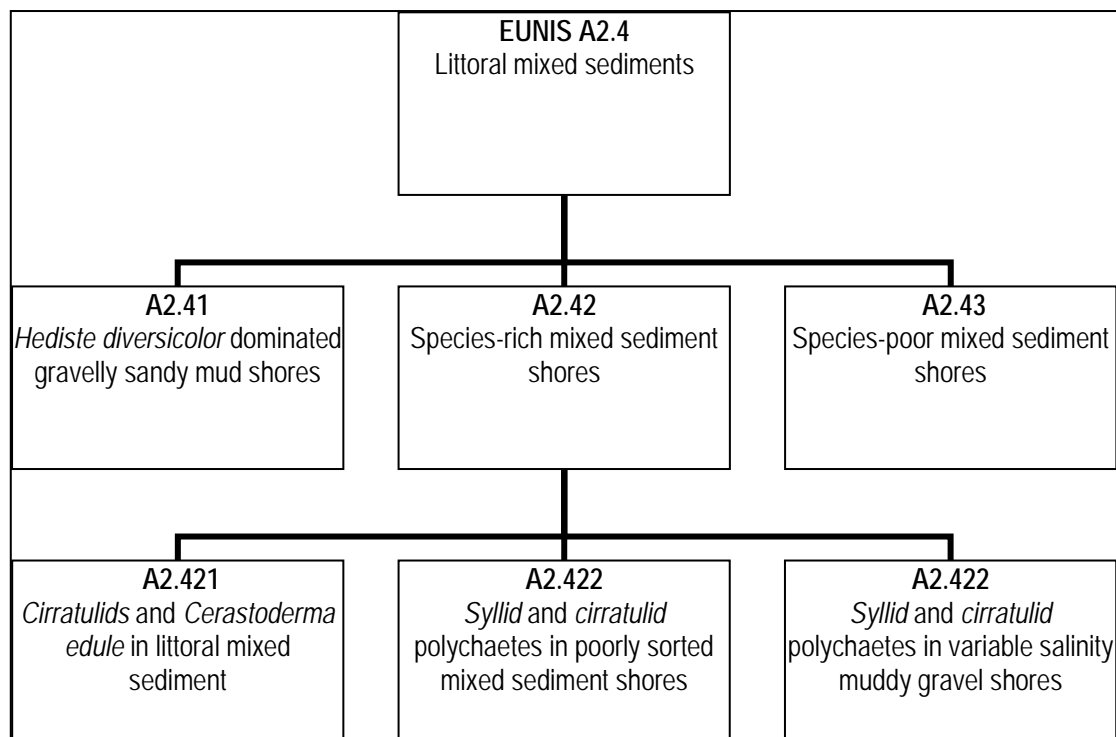 EUNIS A2.4
Littoral mixed sediments
A2.41
Hediste diversicolor dominated
gravelly sandy mud shores
A2.42
Species-rich mixed sediment
shores
A2.43
Species-poor mixed sediment
shores
A2.421
Cirratulids and Cerastoderma
edule in littoral mixed
sediment
A2.422
Syllid and cirratulid
polychaetes in poorly sorted
mixed sediment shores
A2.422
Syllid and cirratulid
polychaetes in variable salinity
muddy gravel shores